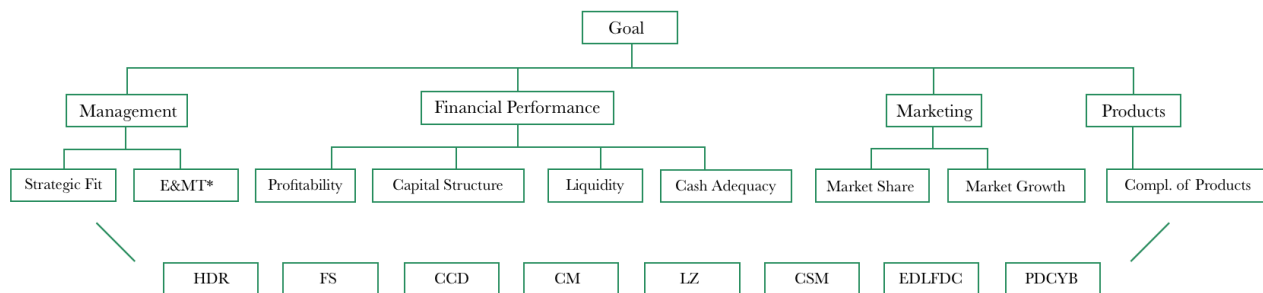 Goal
Management
Financial Performance
Marketing
Products
Strategic Fit
E&MT*
Profitability
Capital Structure
Liquidity
Cash Adequacy
Market Share
Market Growth
Compl. of Products
HDR
FS
CCD
CM
LZ
CSM
EDLFDC
PDCYB